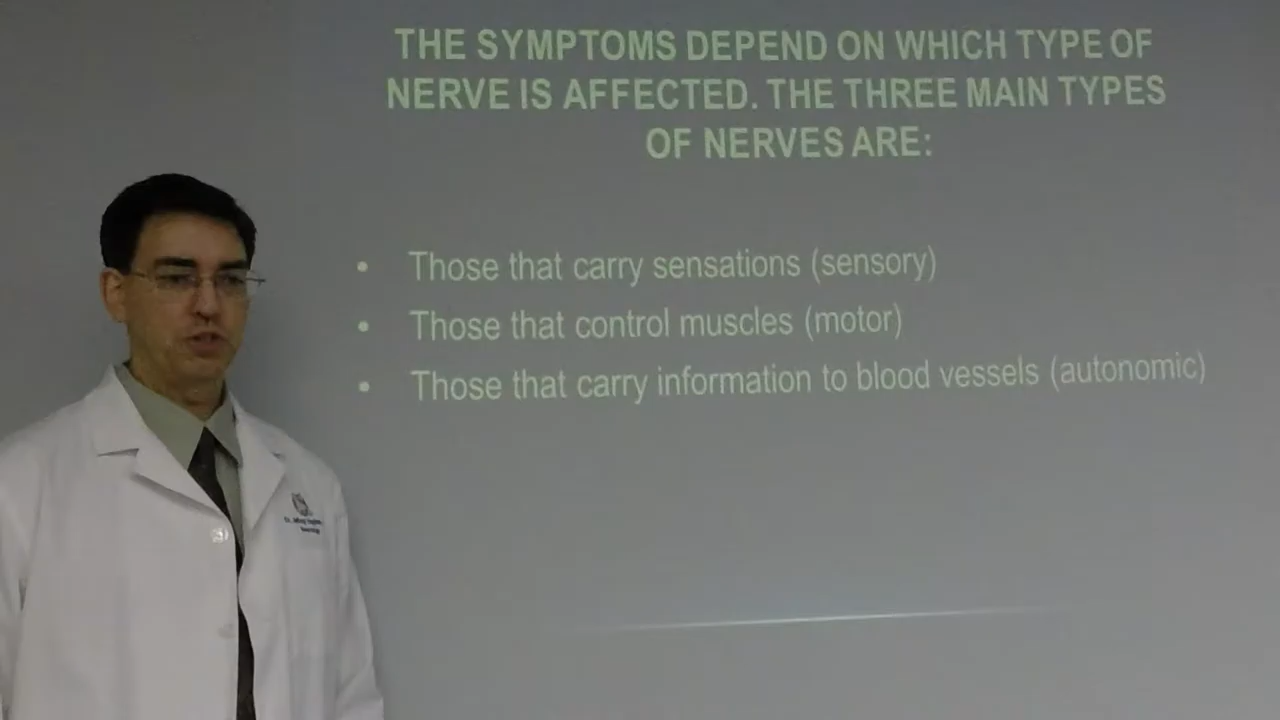 THE SYMPTOMS DEPEND ON WHICH TYPE OF
NERVE IS AFFECTED. THE THREE MAIN TYPES
OF NERVES ARE:
• Those that carry sensations (sensory)
• Those that control muscles (motor)
• Those that carry information to blood vessels (autonomic)
Dr.